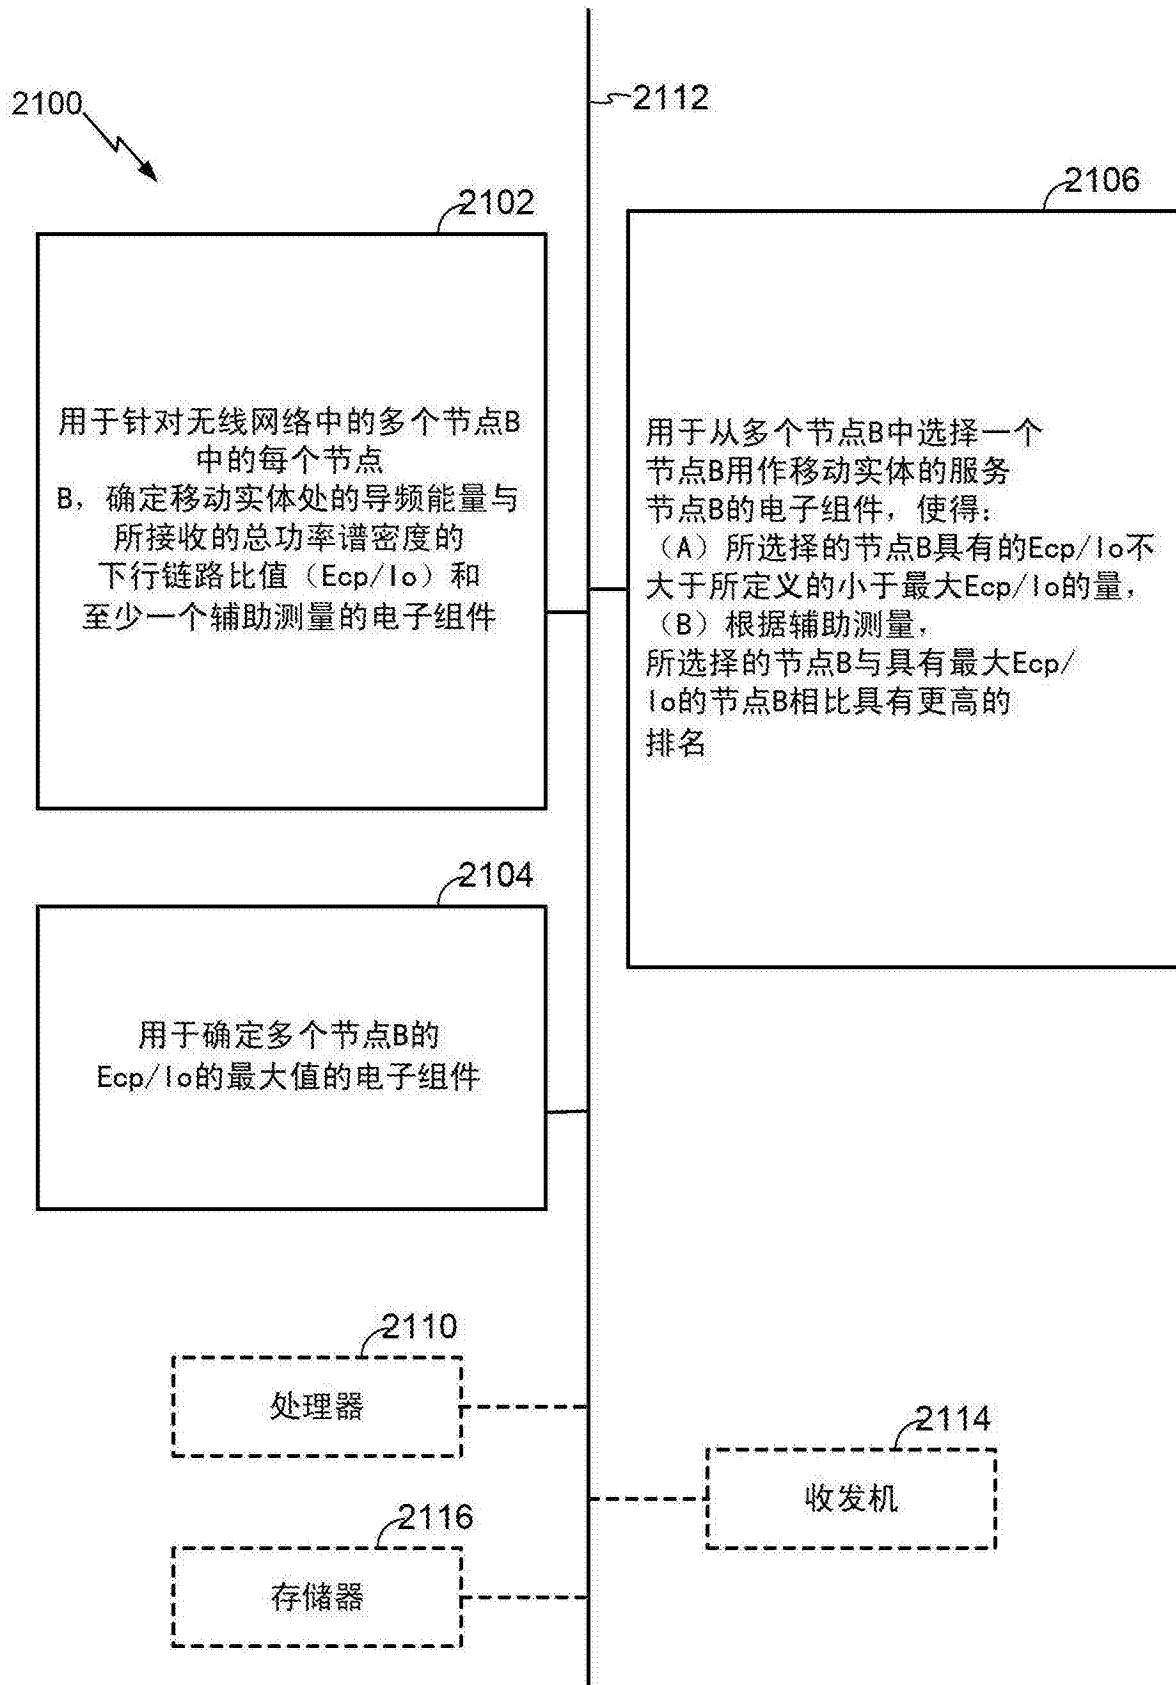 2100
2112
2102
用于针对无线网络中的多个节点B
中的每个节点
B，确定移动实体处的导频能量与
所接收的总功率谱密度的
下行链路比值（Ecp/Io）和
至少一个辅助测量的电子组件
2106
用于从多个节点B中选择一个
节点B用作移动实体的服务
节点B的电子组件，使得：
（A）所选择的节点B具有的Ecp/Io不
大于所定义的小于最大Ecp/Io的量，
（B）根据辅助测量，
所选择的节点B与具有最大Ecp/
Io的节点B相比具有更高的
排名
2104
用于确定多个节点B的
Ecp/Io的最大值的电子组件
2110
处理器
2114
收发机
2116
存储器